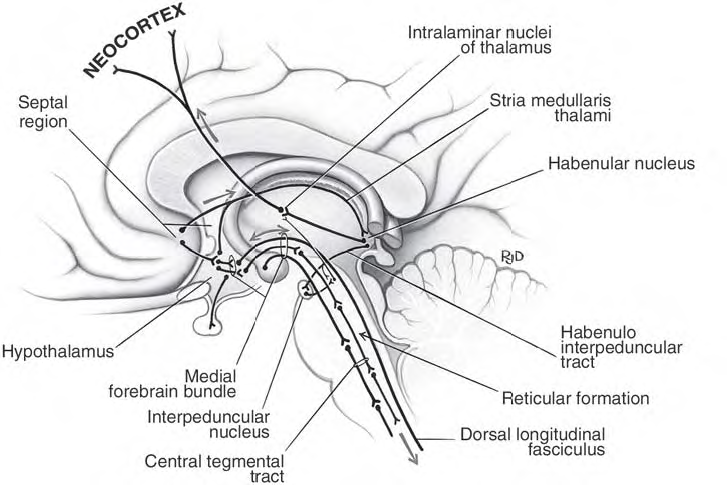 NEOCORTEX
Intralaminar nuclei
of thalamus
Septal
region
Stria medullaris
thalami
Habenular nucleus
RJD
Hypothalamus
Medial
forebrain bundle
Interpeduncular
nucleus
Central tegmental
tract
Habenulo
interpeduncular
tract
Reticular formation
Dorsal longitudinal
fasciculus